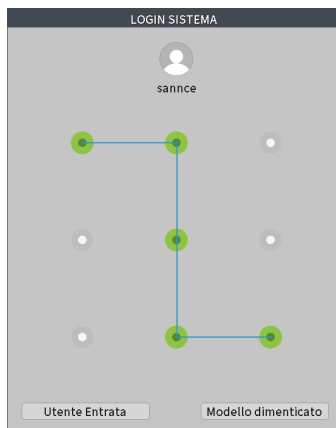 LOGIN SISTEMA
sannce
Utente Entrata
Modello dimenticato